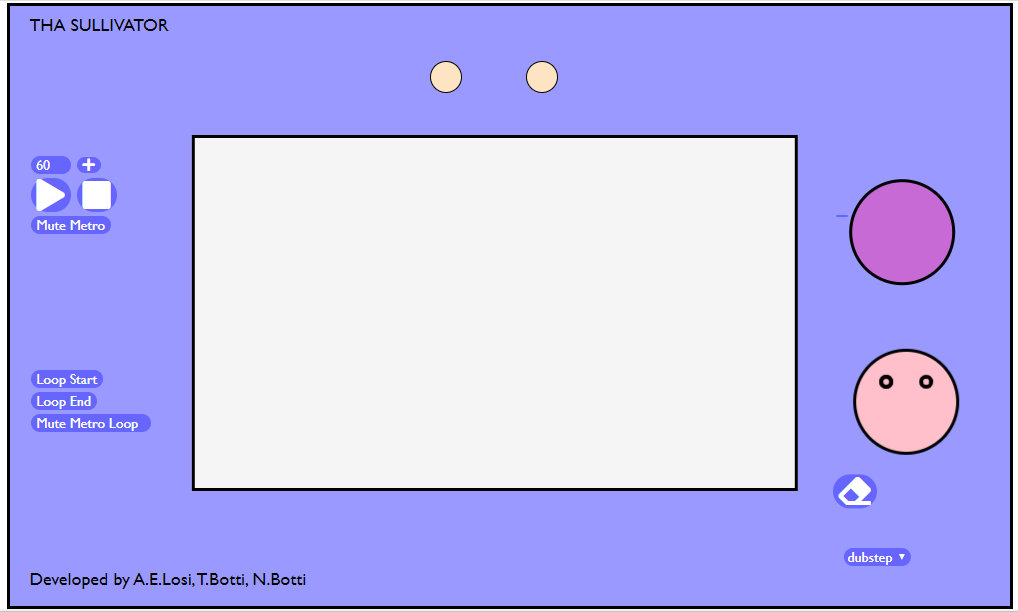 THA SULLIVATOR
60 +
Mute Metro
Loop Start
Loop End
Mute Metro Loop
dubstep
Developed by A.E.Losi, T.Botti, N.Botti